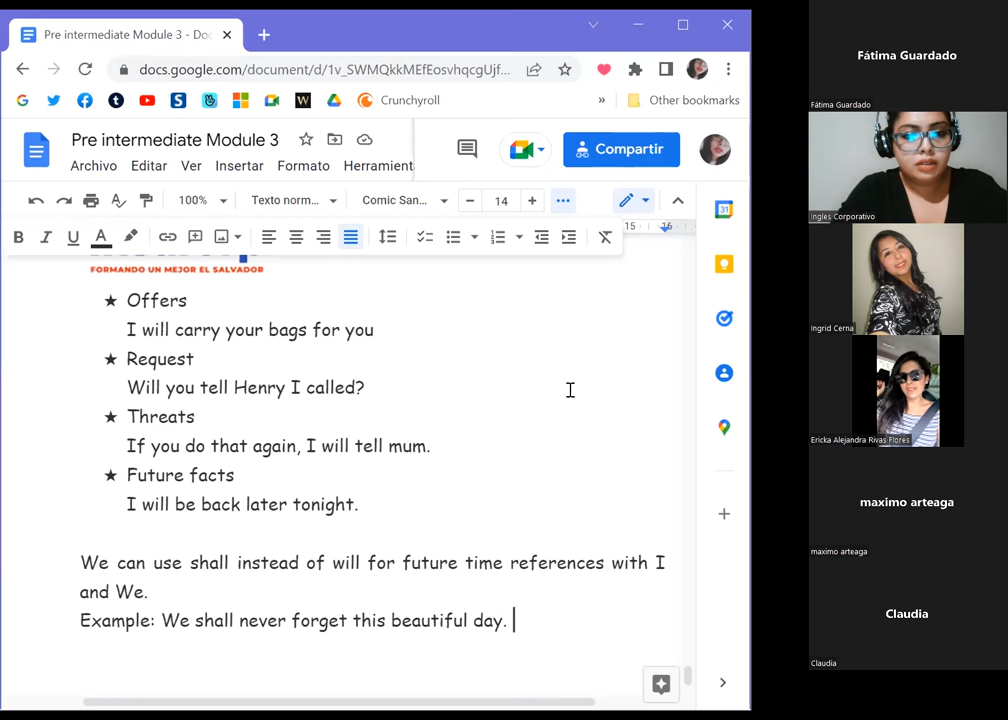 Pre intermediate Module 3 - Doc
docs.google.com/document/d/1v_SWMQkkMEfEosvhqcgUjf...
Crunchyroll
»
Other bookmarks
Pre intermediate Module 3
Archivo Editar Ver Insertar Formato Herramient
Compartir
100% Texto norm... Comic San... 14
B I U A
15 16
FORMANDO UN MEJOR EL SALVADOR
★ Offers
I will carry your bags for you
★ Request
Will you tell Henry I called?
★ Threats
If you do that again, I will tell mum.
★ Future facts
I will be back later tonight.
We can use shall instead of will for future time references with I
and We.
Example: We shall never forget this beautiful day.
31
Fátima Guardado
Fátima Guardado
Ingles Corporativo
Ingrid Cerna
Ericka Alejandra Rivas Flores
maximo arteaga
maximo arteaga
Claudia
Claudia